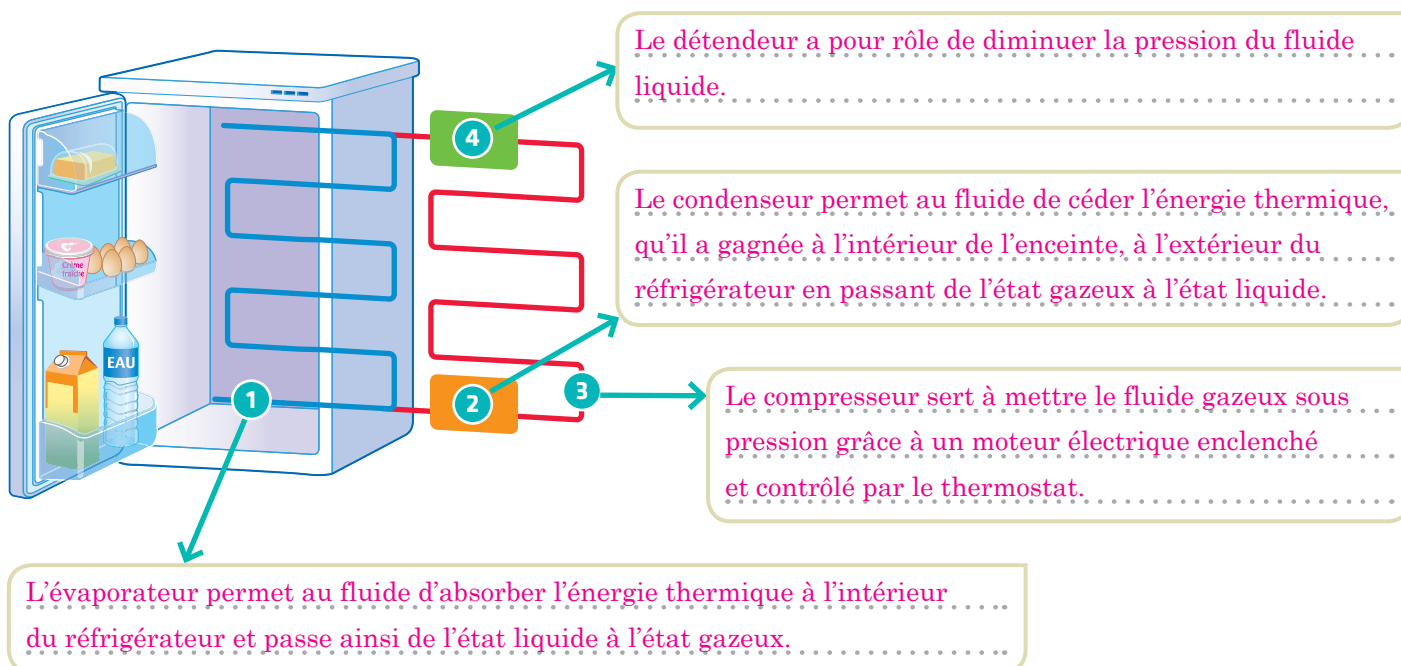 Le détendeur a pour rôle de diminuer la pression du fluide
liquide.
4
Le condenseur permet au fluide de céder l'énergie thermique,
qu'il a gagnée à l'intérieur de l'enceinte, à l'extérieur du
réfrigérateur en passant de l'état gazeux à l'état liquide.
Crème
fraîche
EAU
1
2
3
Le compresseur sert à mettre le fluide gazeux sous
pression grâce à un moteur électrique enclenché
et contrôlé par le thermostat.
L'évaporateur permet au fluide d'absorber l'énergie thermique à l'intérieur
du réfrigérateur et passe ainsi de l'état liquide à l'état gazeux.